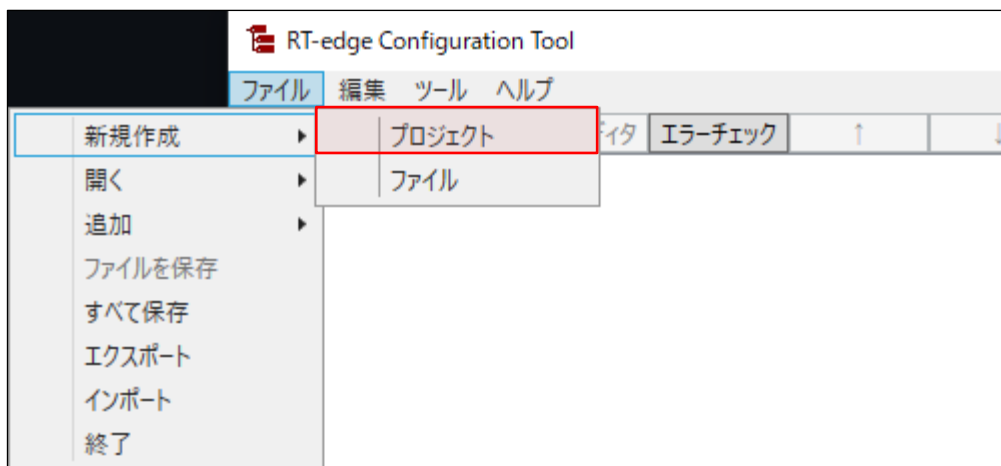 RT-edge Configuration Tool
ファイル 編集 ツール ヘルプ
新規作成 プロジェクト ィタ エラーチェック ↑ ↓
開く ファイル
追加
ファイルを保存
すべて保存
エクスポート
インポート
終了